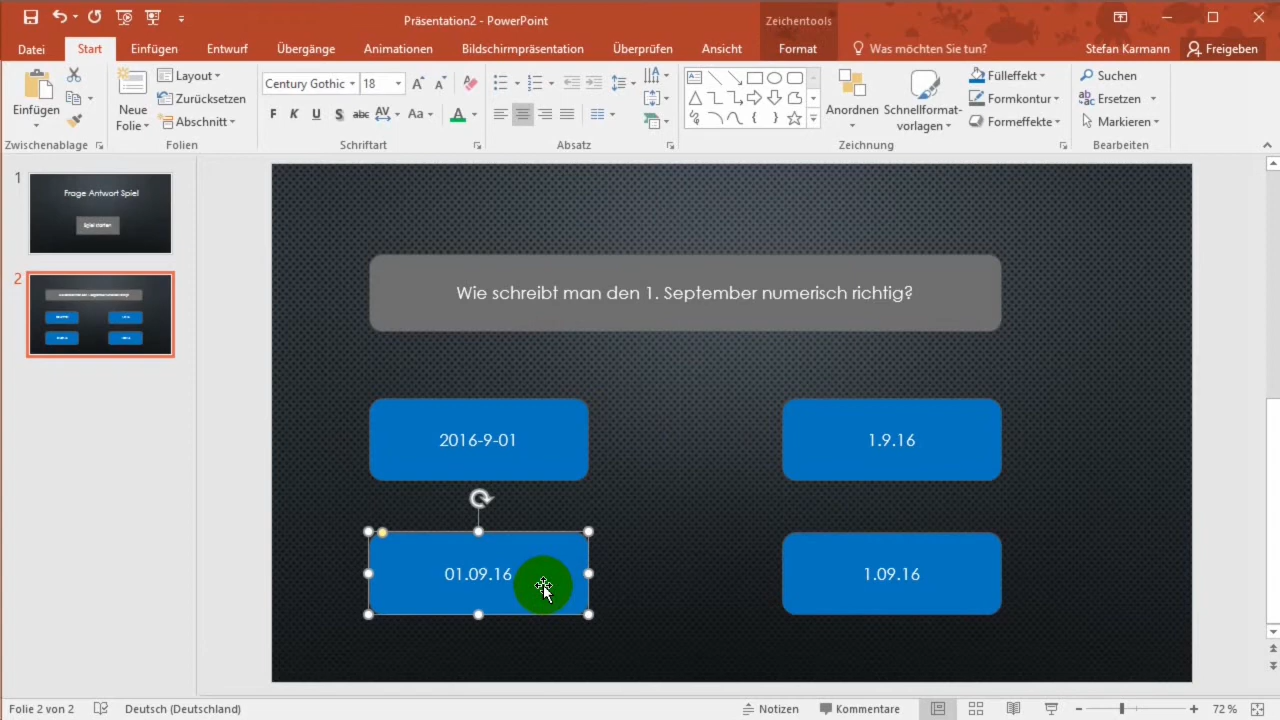 Präsentation2 - PowerPoint
Zeichentools
Datei Start Einfügen Entwurf Übergänge Animationen Bildschirmpräsentation Überprüfen Ansicht Format Was möchten Sie tun? Stefan Karmann Freigeben
Einfügen
Neue Folie
Layout
Zurücksetzen
Abschnitt
Century Gothic 18
F K U S abc AV Aa A
Anordnen
Schnellformat-
vorlagen
Fülleffekt
Formkontur
Formeffekte
Suchen
Ersetzen
Markieren
Zwischenablage Folien Schriftart Absatz Zeichnung Bearbeiten
1
Frage Antwort Spiel
Spiel starten
2
Wie schreibt man den 1. September numerisch richtig?
2016-9-01 1.9.16
01.09.16 1.09.16
Folie 2 von 2 Deutsch (Deutschland) Notizen Kommentare 72 %